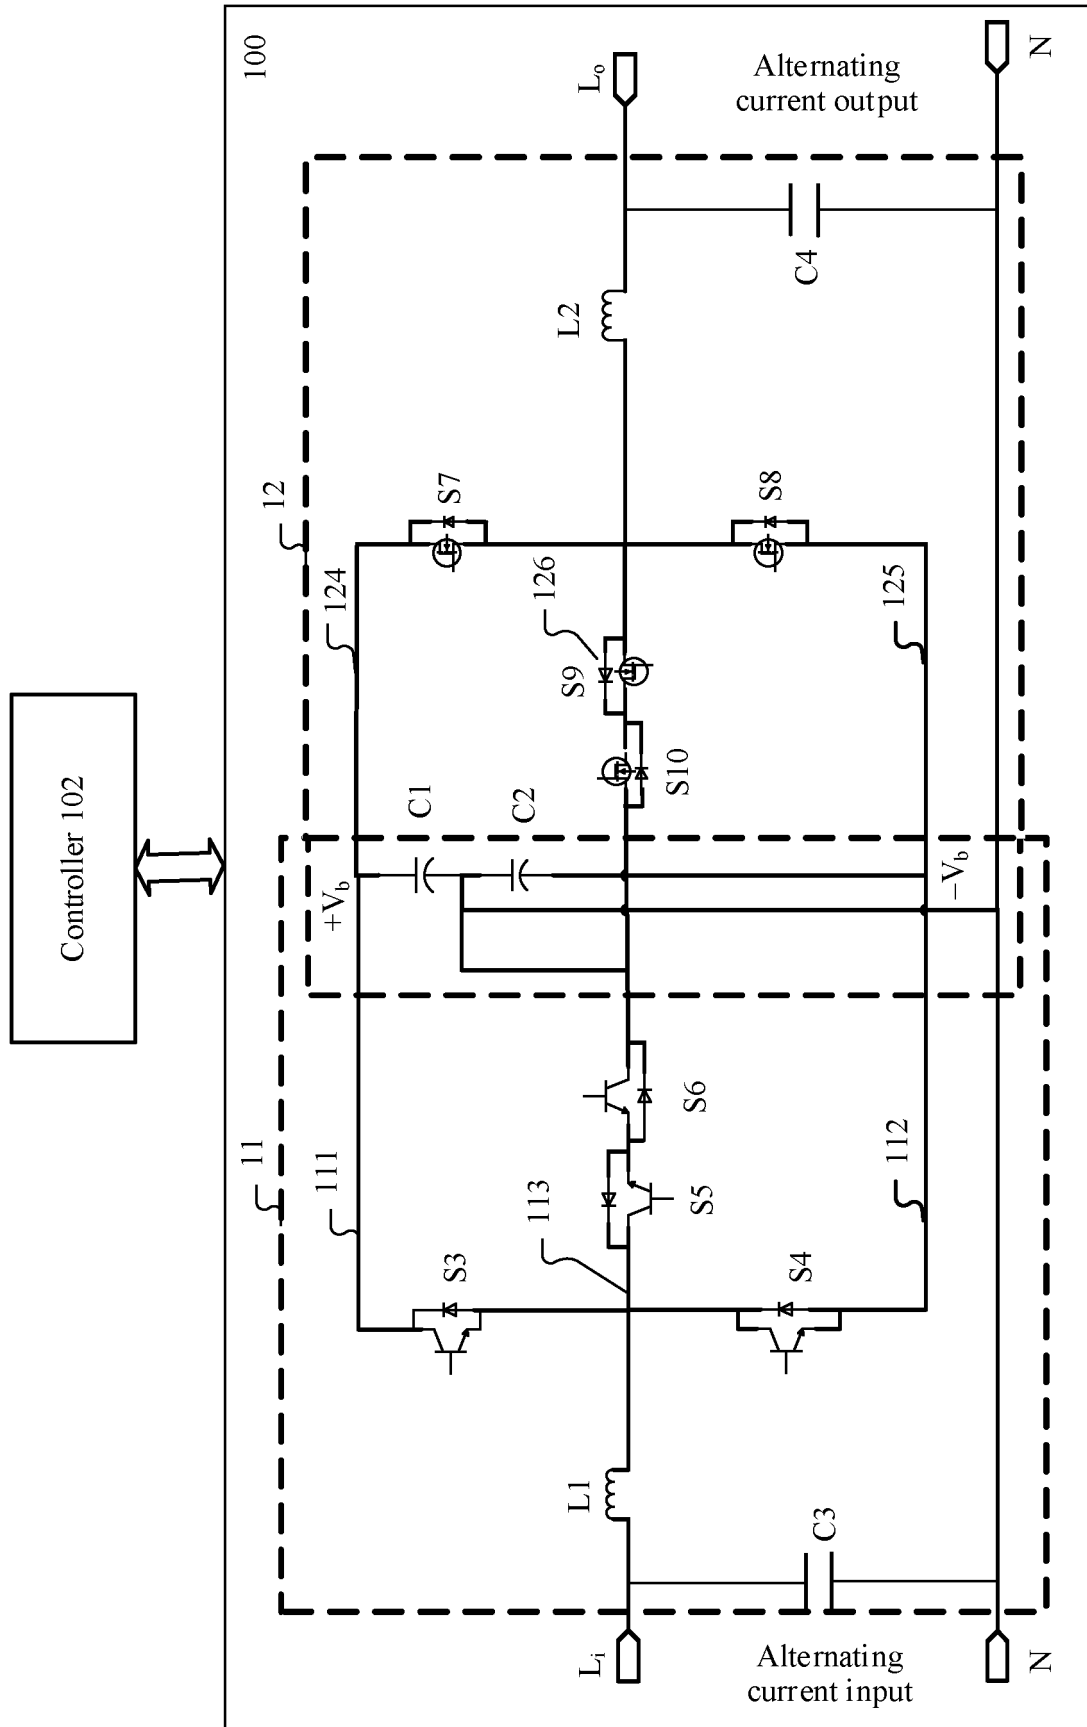 Controller 102
100
11
12
111
+Vb
124
S3
C1
S7
C2
Li
L1
113
S5
S6
S10
S9
126
L2
Lo
S4
S8
Alternating
current input
C3
112
−Vb
125
C4
Alternating
current output
N
N